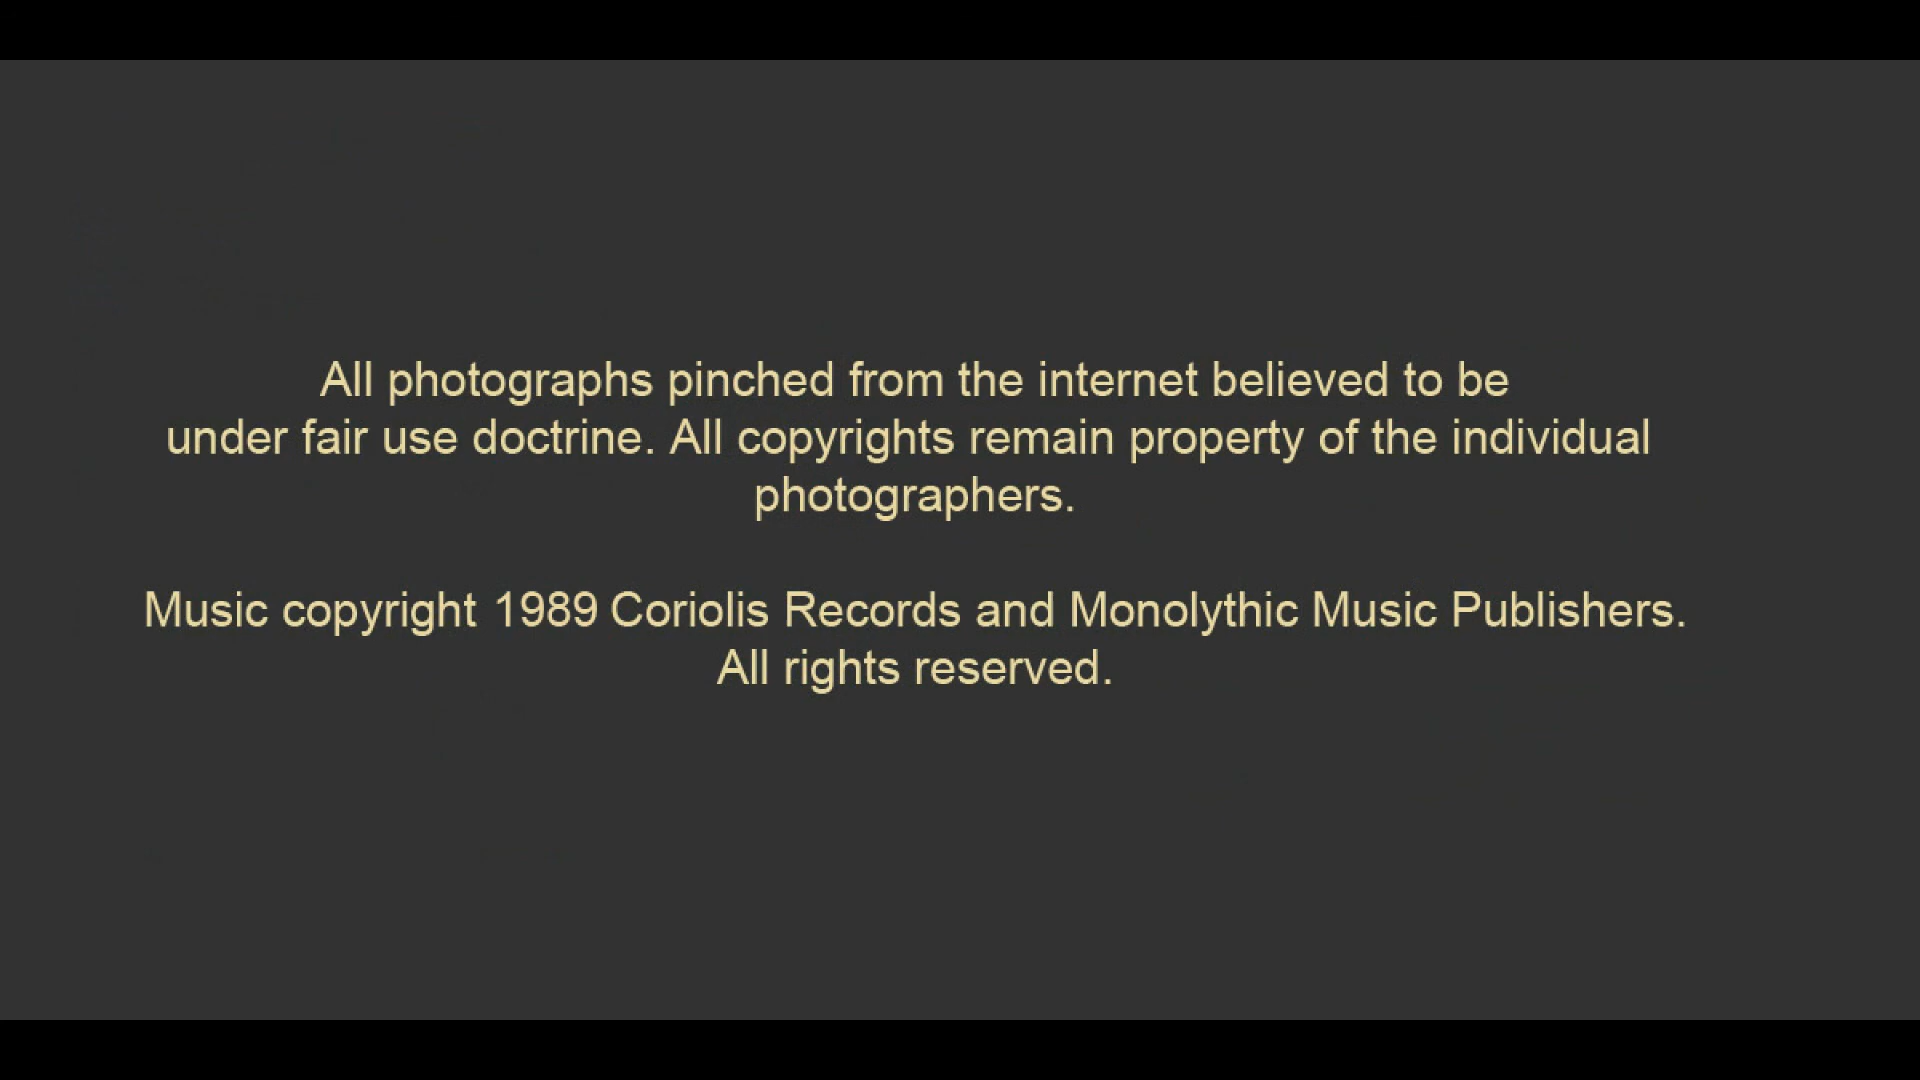 All photographs pinched from the internet believed to be
under fair use doctrine. All copyrights remain property of the individual
photographers.
Music copyright 1989 Coriolis Records and Monolythic Music Publishers.
All rights reserved.